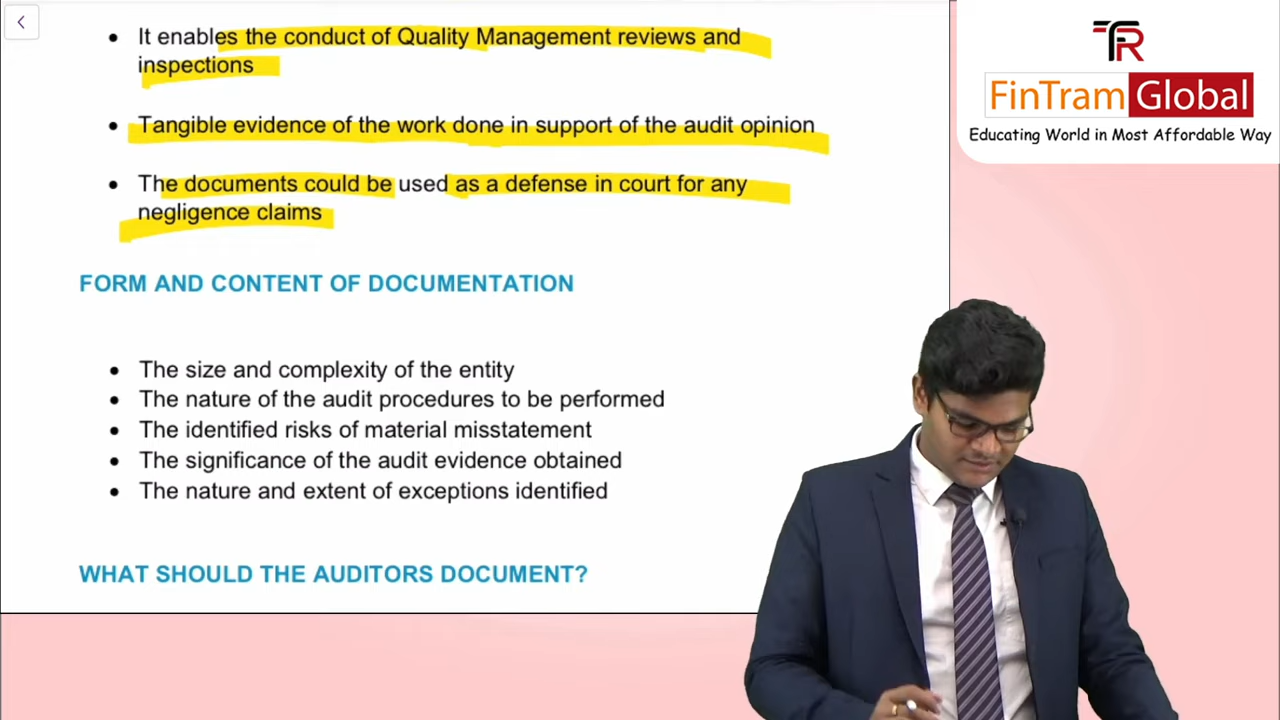 It enables the conduct of Quality Management reviews and
inspections
Tangible evidence of the work done in support of the audit opinion
The documents could be used as a defense in court for any
negligence claims
FORM AND CONTENT OF DOCUMENTATION
The size and complexity of the entity
The nature of the audit procedures to be performed
The identified risks of material misstatement
The significance of the audit evidence obtained
The nature and extent of exceptions identified
WHAT SHOULD THE AUDITORS DOCUMENT?
FinTram Global
Educating World in Most Affordable Way